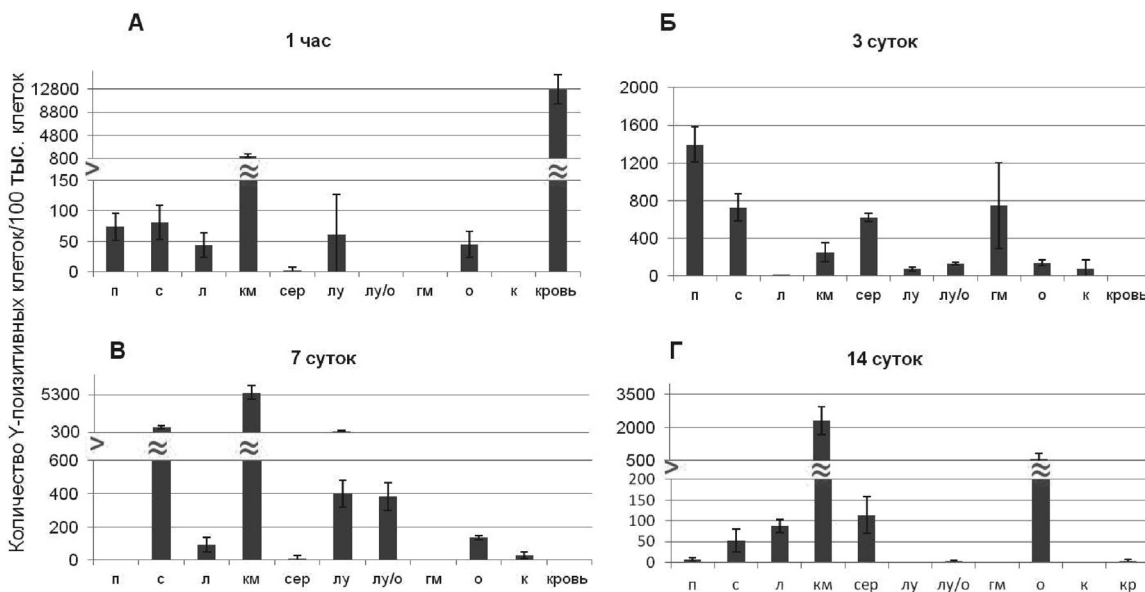 Количество Y-поизитивных клеток/100 тыс. клеток
А
1 час
12800
8800
4800
800
150
100
50
0
п с л км сер лу лу/о гм о к кровь
Б
3 суток
2000
1600
1200
800
400
0
п с л км сер лу лу/о гм о к кровь
В
7 суток
5300
300
600
400
200
0
п с л км сер лу лу/о гм о к кровь
Г
14 суток
3500
2000
500
200
150
100
50
0
п с л км сер лу лу/о гм о к кр